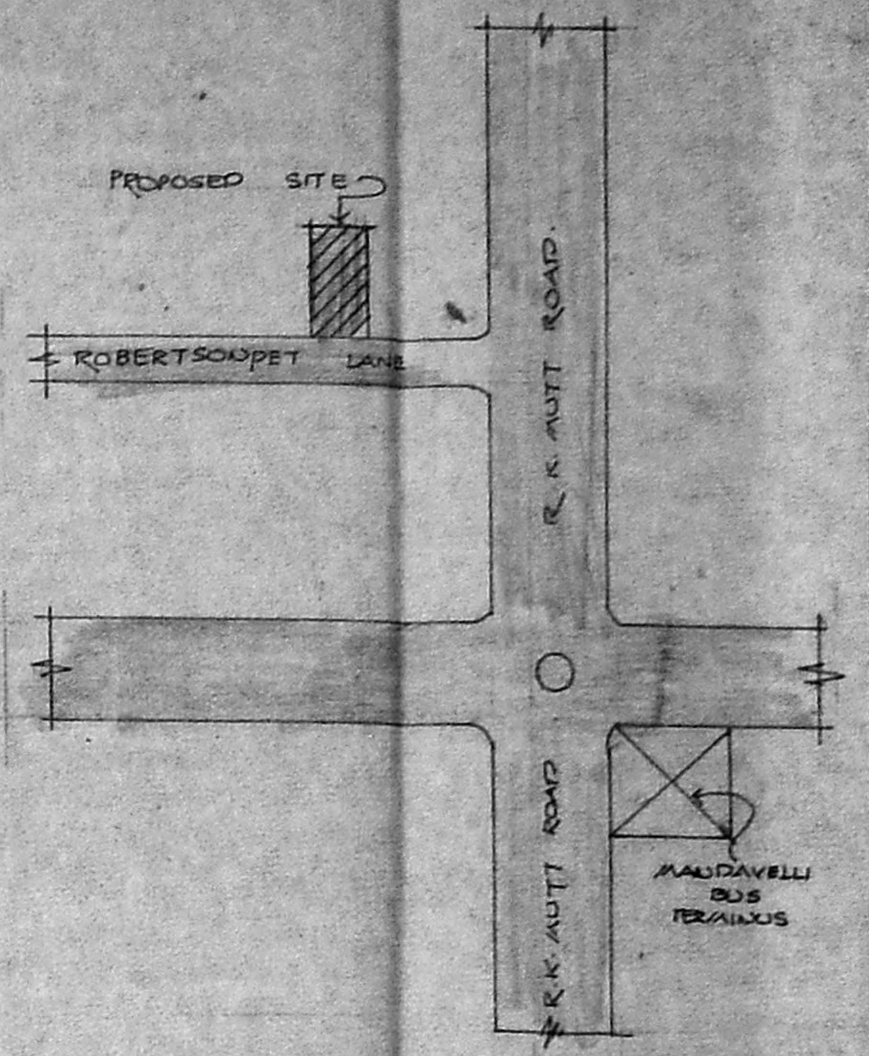 PROPOSED SITE
R.K. MUTT ROAD.
ROBERTSONPET LANE
R.K. MUTT ROAD
MANDAVELLI
BUS
TERMINUS